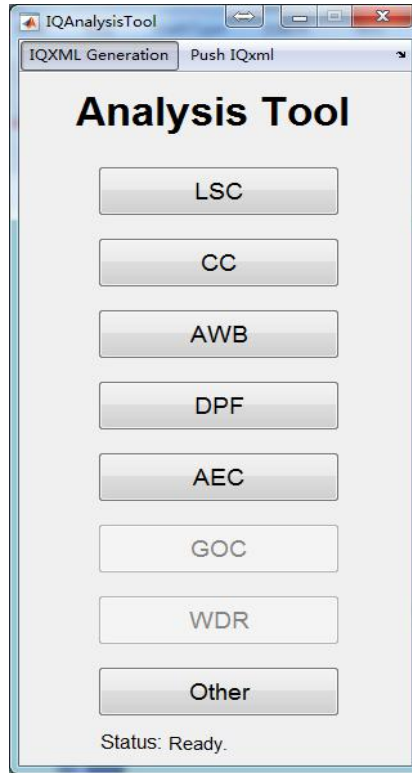 IQAnalysisTool
IQXML Generation Push IQxml
Analysis Tool
LSC
CC
AWB
DPF
AEC
GOC
WDR
Other
Status: Ready.